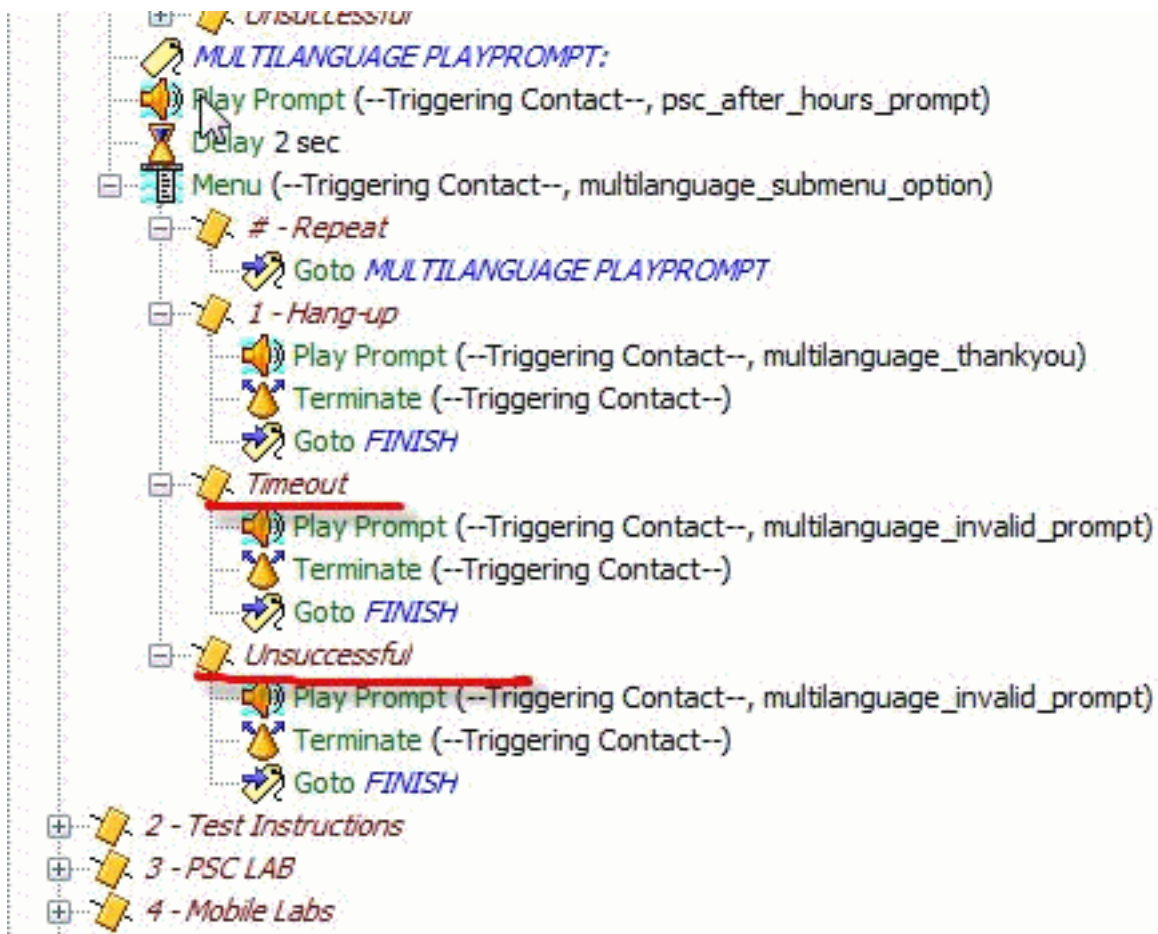 Unsuccessful
MULTILANGUAGE PLAYPROMPT:
Play Prompt (--Triggering Contact--, psc_after_hours_prompt)
Delay 2 sec
Menu (--Triggering Contact--, multilanguage_submenu_option)
# - Repeat
Goto MULTILANGUAGE PLAYPROMPT
1 - Hang-up
Play Prompt (--Triggering Contact--, multilanguage_thankyou)
Terminate (--Triggering Contact--)
Goto FINISH
Timeout
Play Prompt (--Triggering Contact--, multilanguage_invalid_prompt)
Terminate (--Triggering Contact--)
Goto FINISH
Unsuccessful
Play Prompt (--Triggering Contact--, multilanguage_invalid_prompt)
Terminate (--Triggering Contact--)
Goto FINISH
2 - Test Instructions
3 - PSC LAB
4 - Mobile Labs